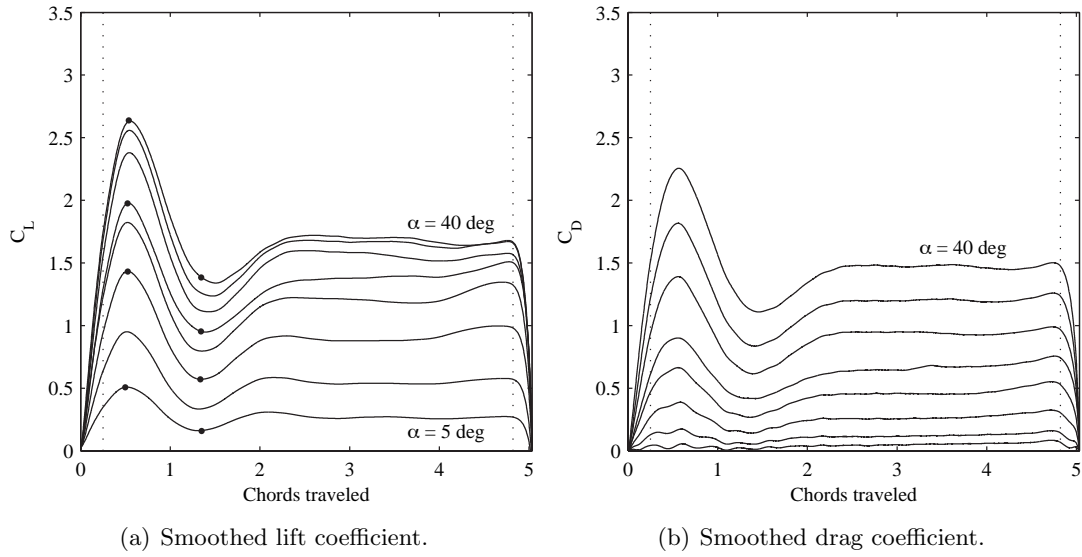 3.5
3
2.5
2
1.5
1
0.5
0
C_L
α = 40 deg
α = 5 deg
0 1 2 3 4 5
Chords traveled
(a) Smoothed lift coefficient.
3.5
3
2.5
2
1.5
1
0.5
0
C_D
α = 40 deg
0 1 2 3 4 5
Chords traveled
(b) Smoothed drag coefficient.